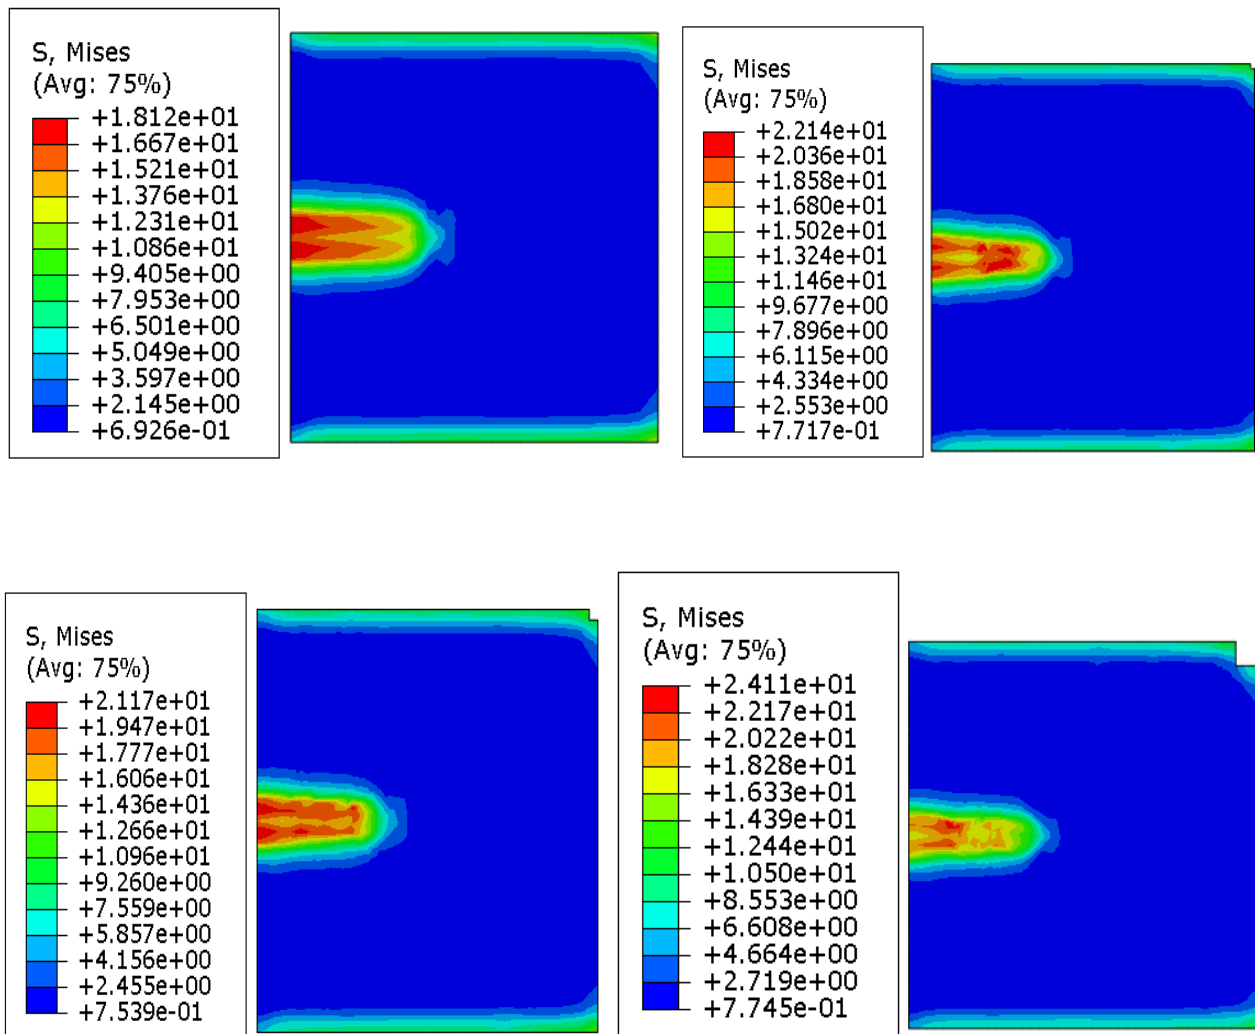 S, Mises
(Avg: 75%)
+1.812e+01
+1.667e+01
+1.521e+01
+1.376e+01
+1.231e+01
+1.086e+01
+9.405e+00
+7.953e+00
+6.501e+00
+5.049e+00
+3.597e+00
+2.145e+00
+6.926e-01
S, Mises
(Avg: 75%)
+2.214e+01
+2.036e+01
+1.858e+01
+1.680e+01
+1.502e+01
+1.324e+01
+1.146e+01
+9.677e+00
+7.896e+00
+6.115e+00
+4.334e+00
+2.553e+00
+7.717e-01
S, Mises
(Avg: 75%)
+2.117e+01
+1.947e+01
+1.777e+01
+1.606e+01
+1.436e+01
+1.266e+01
+1.096e+01
+9.260e+00
+7.559e+00
+5.857e+00
+4.156e+00
+2.455e+00
+7.539e-01
S, Mises
(Avg: 75%)
+2.411e+01
+2.217e+01
+2.022e+01
+1.828e+01
+1.633e+01
+1.439e+01
+1.244e+01
+1.050e+01
+8.553e+00
+6.608e+00
+4.664e+00
+2.719e+00
+7.745e-01